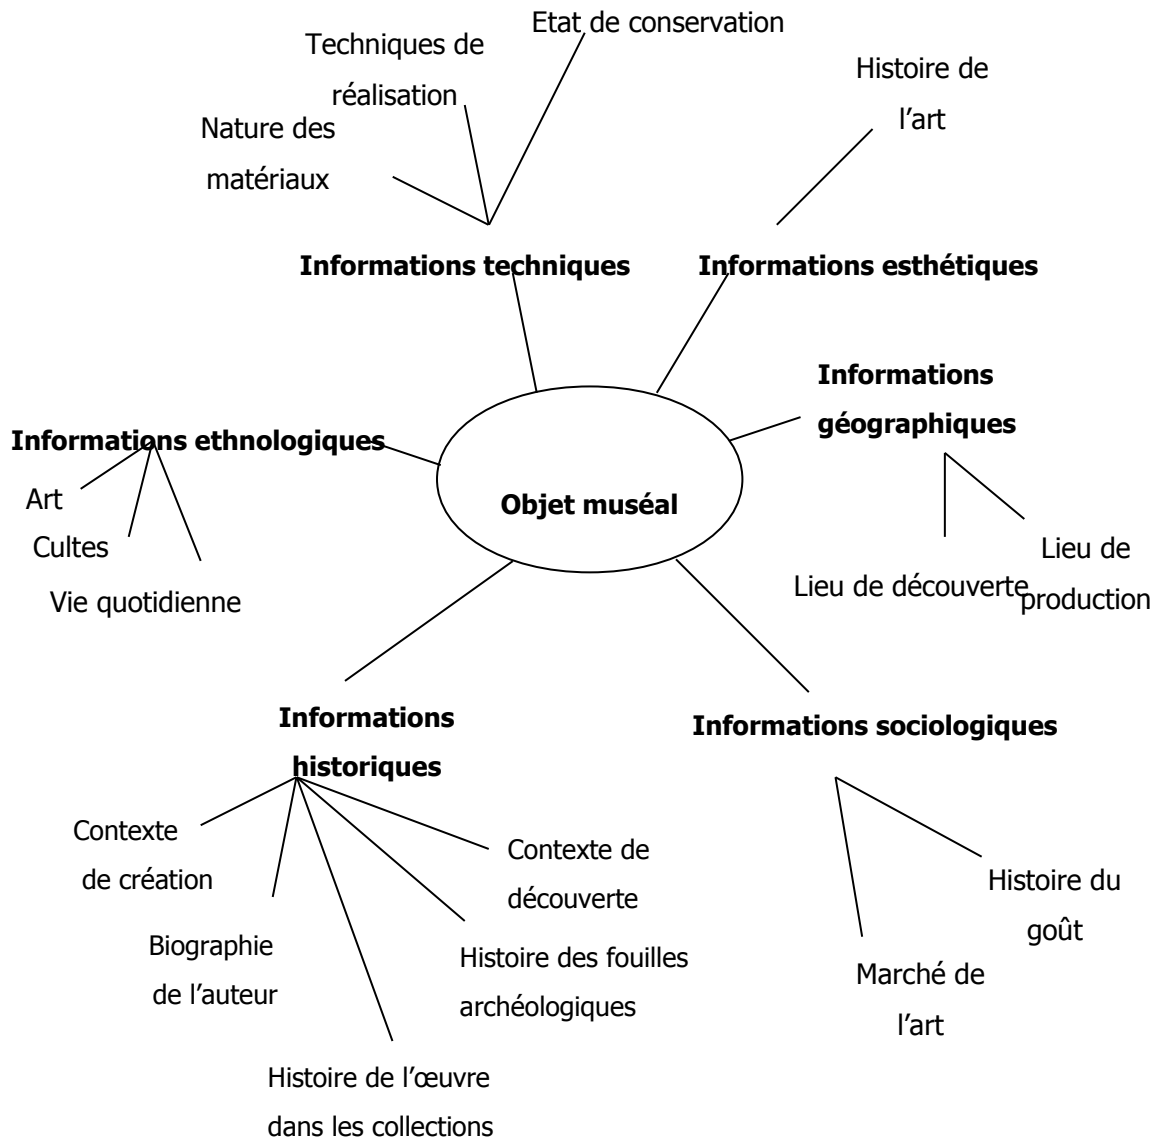 Etat de conservation
Techniques de
réalisation
Nature des
matériaux
Histoire de
l’art
Informations techniques
Informations esthétiques
Informations
géographiques
Lieu de découverte
Lieu de
production
Informations ethnologiques
Art
Cultes
Vie quotidienne
Objet muséal
Informations
historiques
Contexte
de création
Biographie
de l’auteur
Histoire de l’œuvre
dans les collections
Histoire des fouilles
archéologiques
Contexte de
découverte
Informations sociologiques
Marché de
l’art
Histoire du
goût